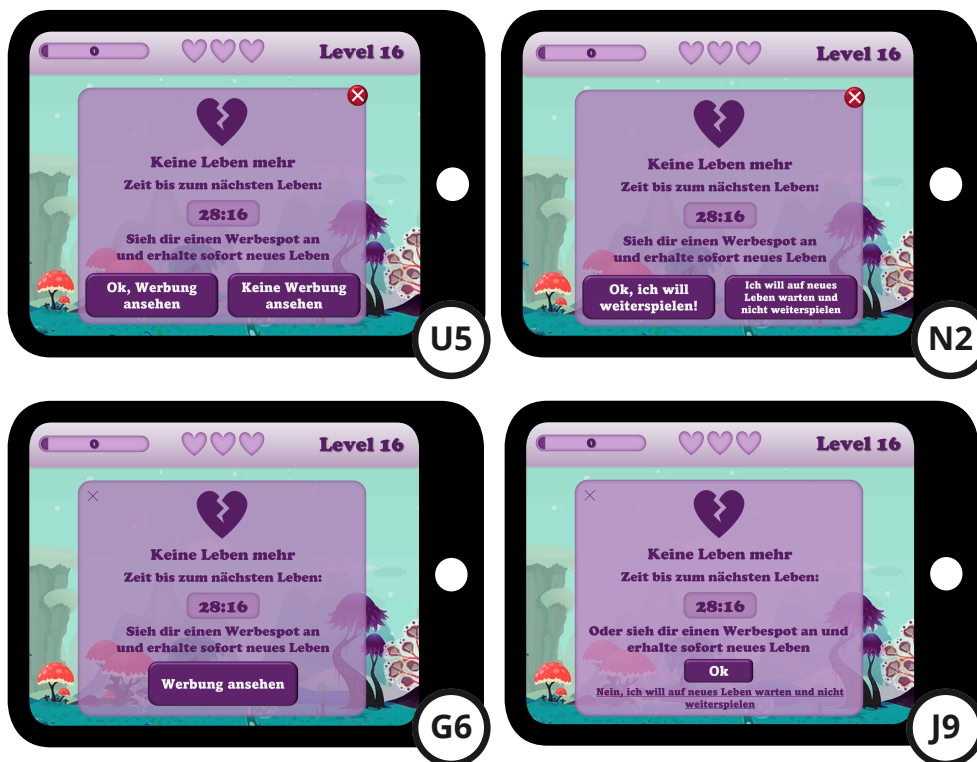 0
Level 16
Keine Leben mehr
Zeit bis zum nächsten Leben:
28:16
Sieh dir einen Werbespot an
und erhalte sofort neues Leben
Ok, Werbung
ansehen
Keine Werbung
ansehen
U5
0
Level 16
Keine Leben mehr
Zeit bis zum nächsten Leben:
28:16
Sieh dir einen Werbespot an
und erhalte sofort neues Leben
Ok, ich will
weiterspielen!
Ich will auf neues
Leben warten und
nicht weiterspielen
N2
0
Level 16
Keine Leben mehr
Zeit bis zum nächsten Leben:
28:16
Sieh dir einen Werbespot an
und erhalte sofort neues Leben
Werbung ansehen
G6
0
Level 16
Keine Leben mehr
Zeit bis zum nächsten Leben:
28:16
Oder sieh dir einen Werbespot an und
erhalte sofort neues Leben
Ok
Nein, ich will auf neues Leben warten und nicht
weiterspielen
J9